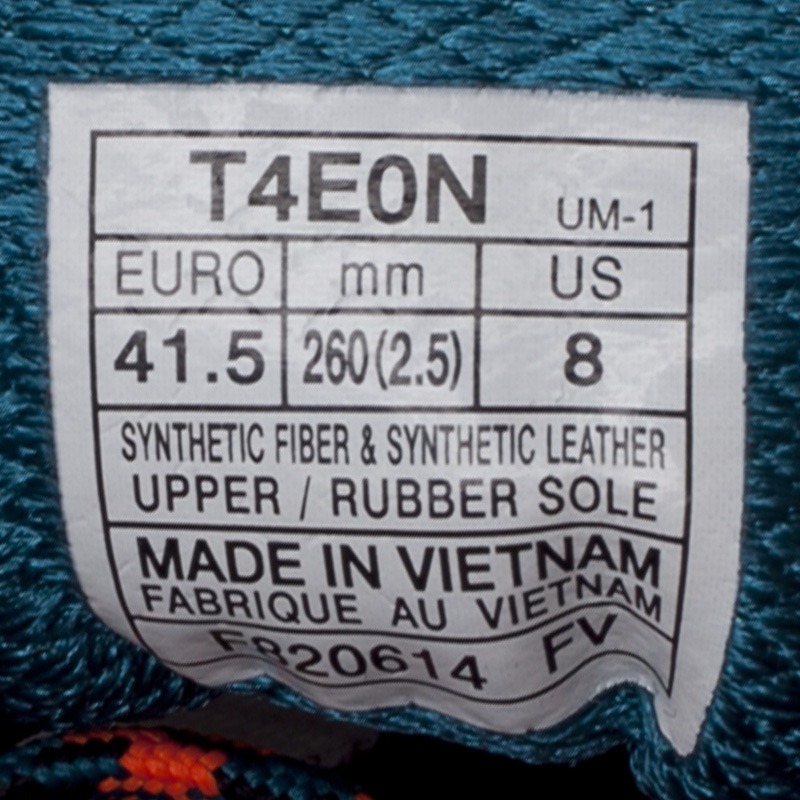 T4E0N UM-1
EURO mm US
41.5 260(2.5) 8
SYNTHETIC FIBER & SYNTHETIC LEATHER
UPPER / RUBBER SOLE
MADE IN VIETNAM
FABRIQUE AU VIETNAM
F820614 FV